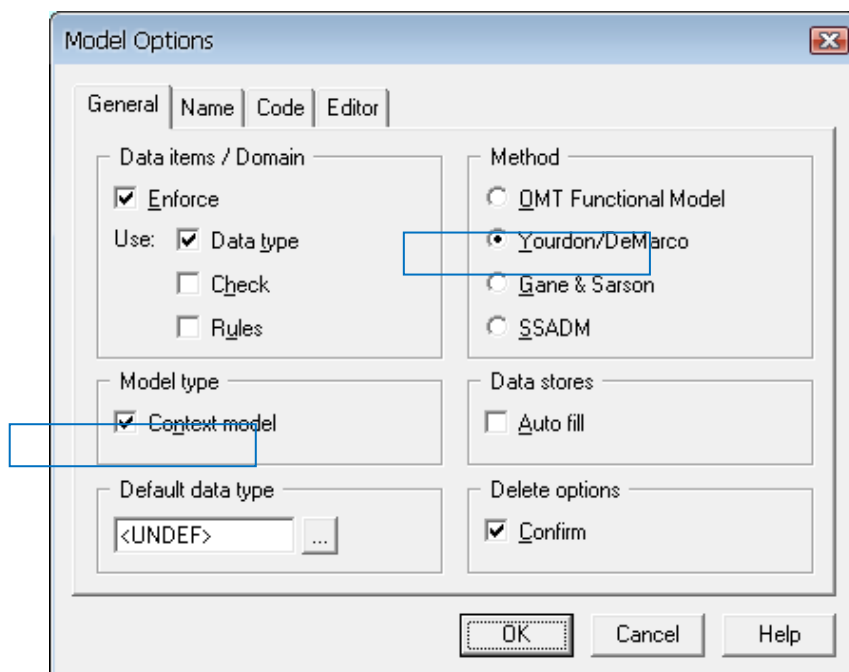 Model Options
General Name Code Editor
Data items / Domain
Enforce
Use: Data type
Check
Rules
Method
OMT Functional Model
Yourdon/DeMarco
Gane & Sarson
SSADM
Model type
Context model
Data stores
Auto fill
Default data type
<UNDEF> ...
Delete options
Confirm
OK Cancel Help